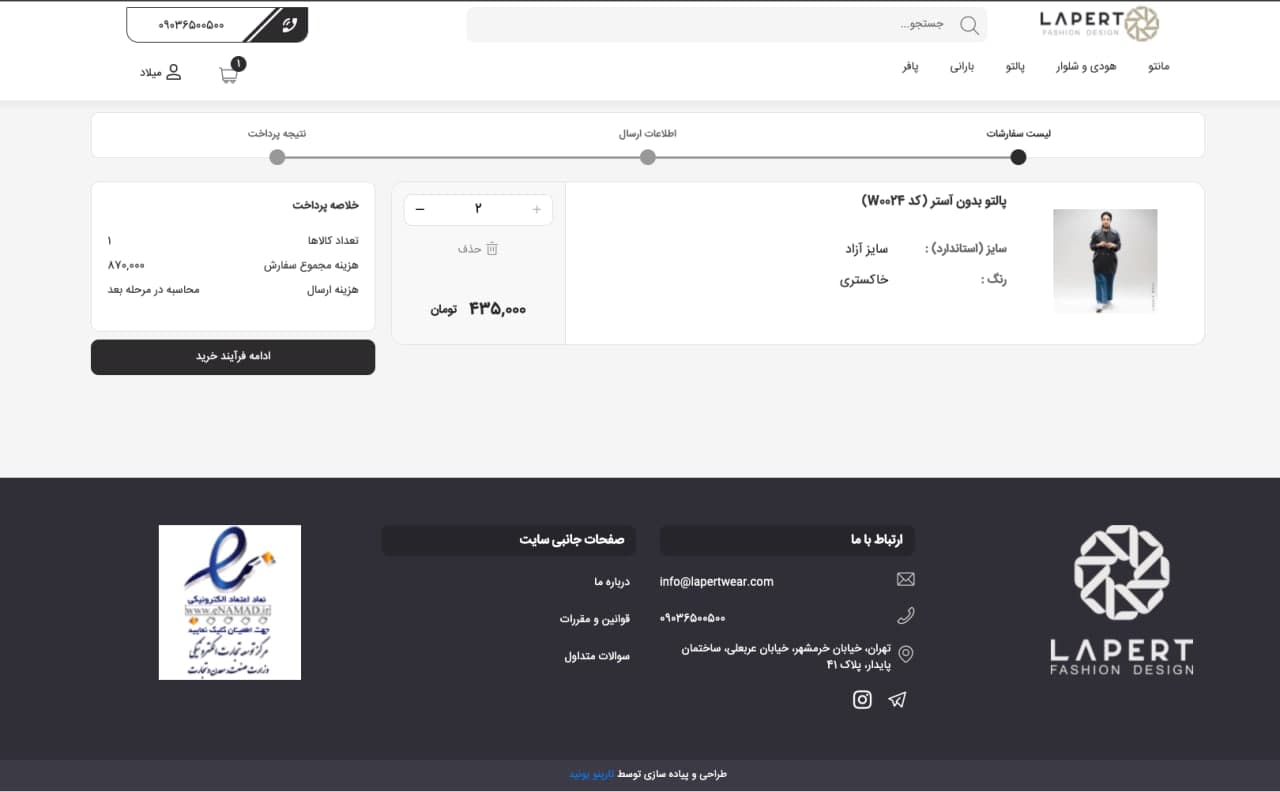 LAPERT
FASHION DESIGN
جستجو...
۰۹۰۳۶۵۰۰۵۰۰
مانتو
هودی و شلوار
پالتو
بارانی
پافر
۱
میلاد
لیست سفارشات
اطلاعات ارسال
نتیجه پرداخت
پالتو بدون آستر (کد W۰۰۲۴)
سایز (استاندارد) : سایز آزاد
رنگ : خاکستری
+ ۲ −
حذف
۴۳۵,۰۰۰ تومان
خلاصه پرداخت
تعداد کالاها ۱
هزینه مجموع سفارش ۸۷۰,۰۰۰
هزینه ارسال محاسبه در مرحله بعد
ادامه فرآیند خرید
LAPERT
FASHION DESIGN
ارتباط با ما
info@lapertwear.com
۰۹۰۳۶۵۰۰۵۰۰
تهران، خیابان خرمشهر، خیابان عربعلی، ساختمان
پایدار، پلاک ۴۱
صفحات جانبی سایت
درباره ما
قوانین و مقررات
سوالات متداول
نماد اعتماد الکترونیکی
www.eNAMAD.ir
جهت اطمینان کلیک نمایید
مرکز توسعه تجارت الکترونیکی
وزارت صنعت، معدن و تجارت
طراحی و پیاده سازی توسط تارینو یونید